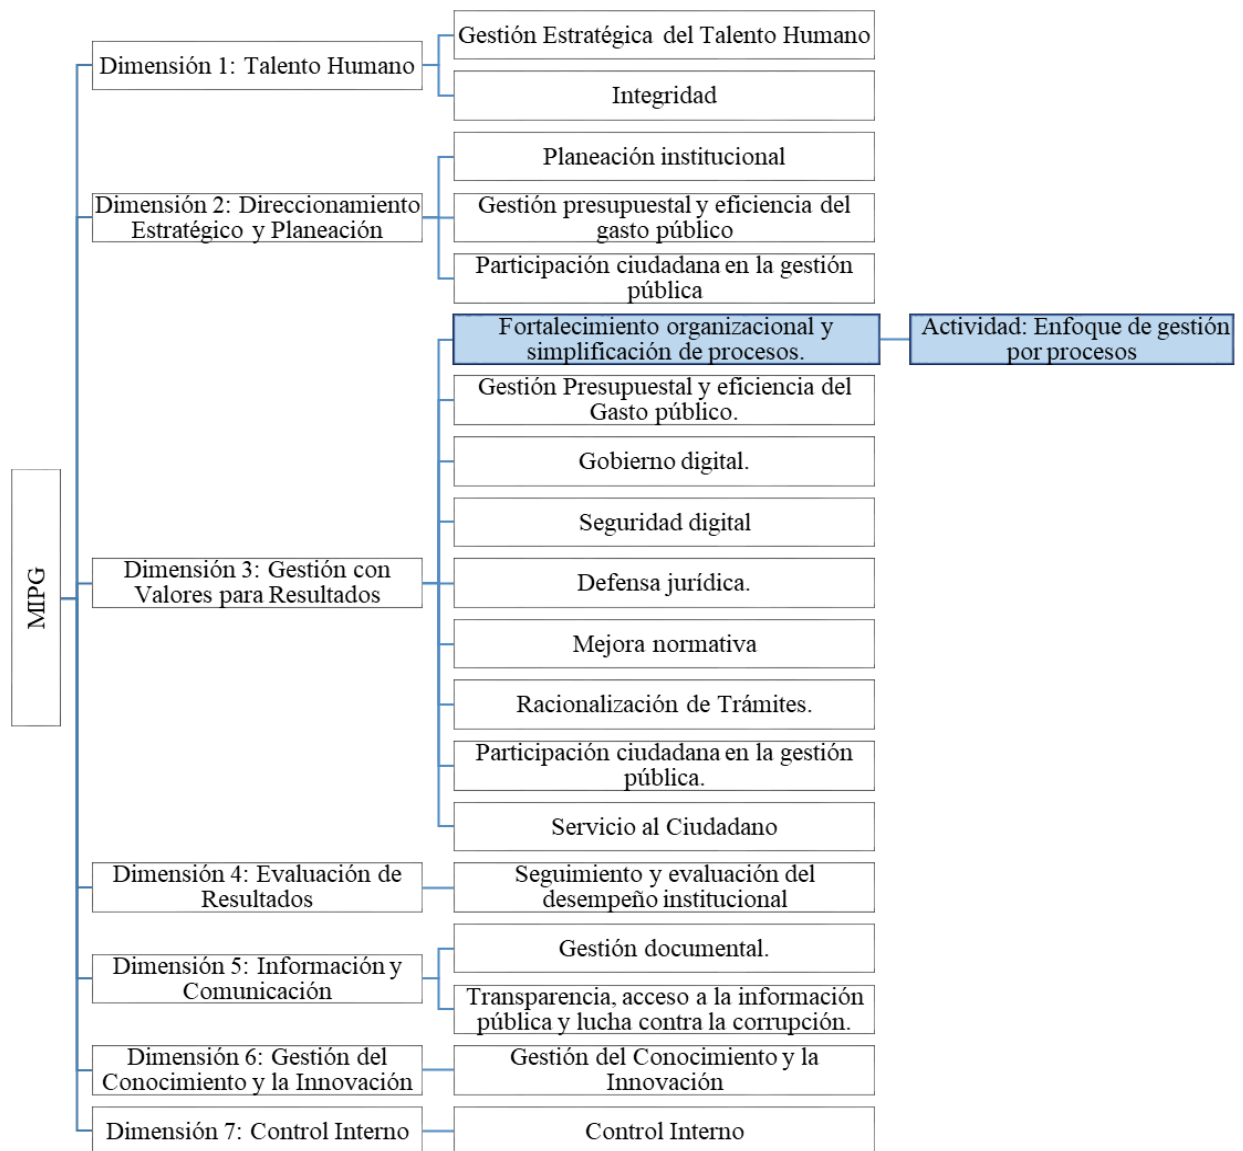 MIPG
Dimensión 1: Talento Humano
Gestión Estratégica del Talento Humano
Integridad
Dimensión 2: Direccionamiento
Estratégico y Planeación
Planeación institucional
Gestión presupuestal y eficiencia del
gasto público
Participación ciudadana en la gestión
pública
Dimensión 3: Gestión con
Valores para Resultados
Fortalecimiento organizacional y
simplificación de procesos.
Actividad: Enfoque de gestión
por procesos
Gestión Presupuestal y eficiencia del
Gasto público.
Gobierno digital.
Seguridad digital
Defensa jurídica.
Mejora normativa
Racionalización de Trámites.
Participación ciudadana en la gestión
pública.
Servicio al Ciudadano
Dimensión 4: Evaluación de
Resultados
Seguimiento y evaluación del
desempeño institucional
Dimensión 5: Información y
Comunicación
Gestión documental.
Transparencia, acceso a la información
pública y lucha contra la corrupción.
Dimensión 6: Gestión del
Conocimiento y la Innovación
Gestión del Conocimiento y la
Innovación
Dimensión 7: Control Interno
Control Interno